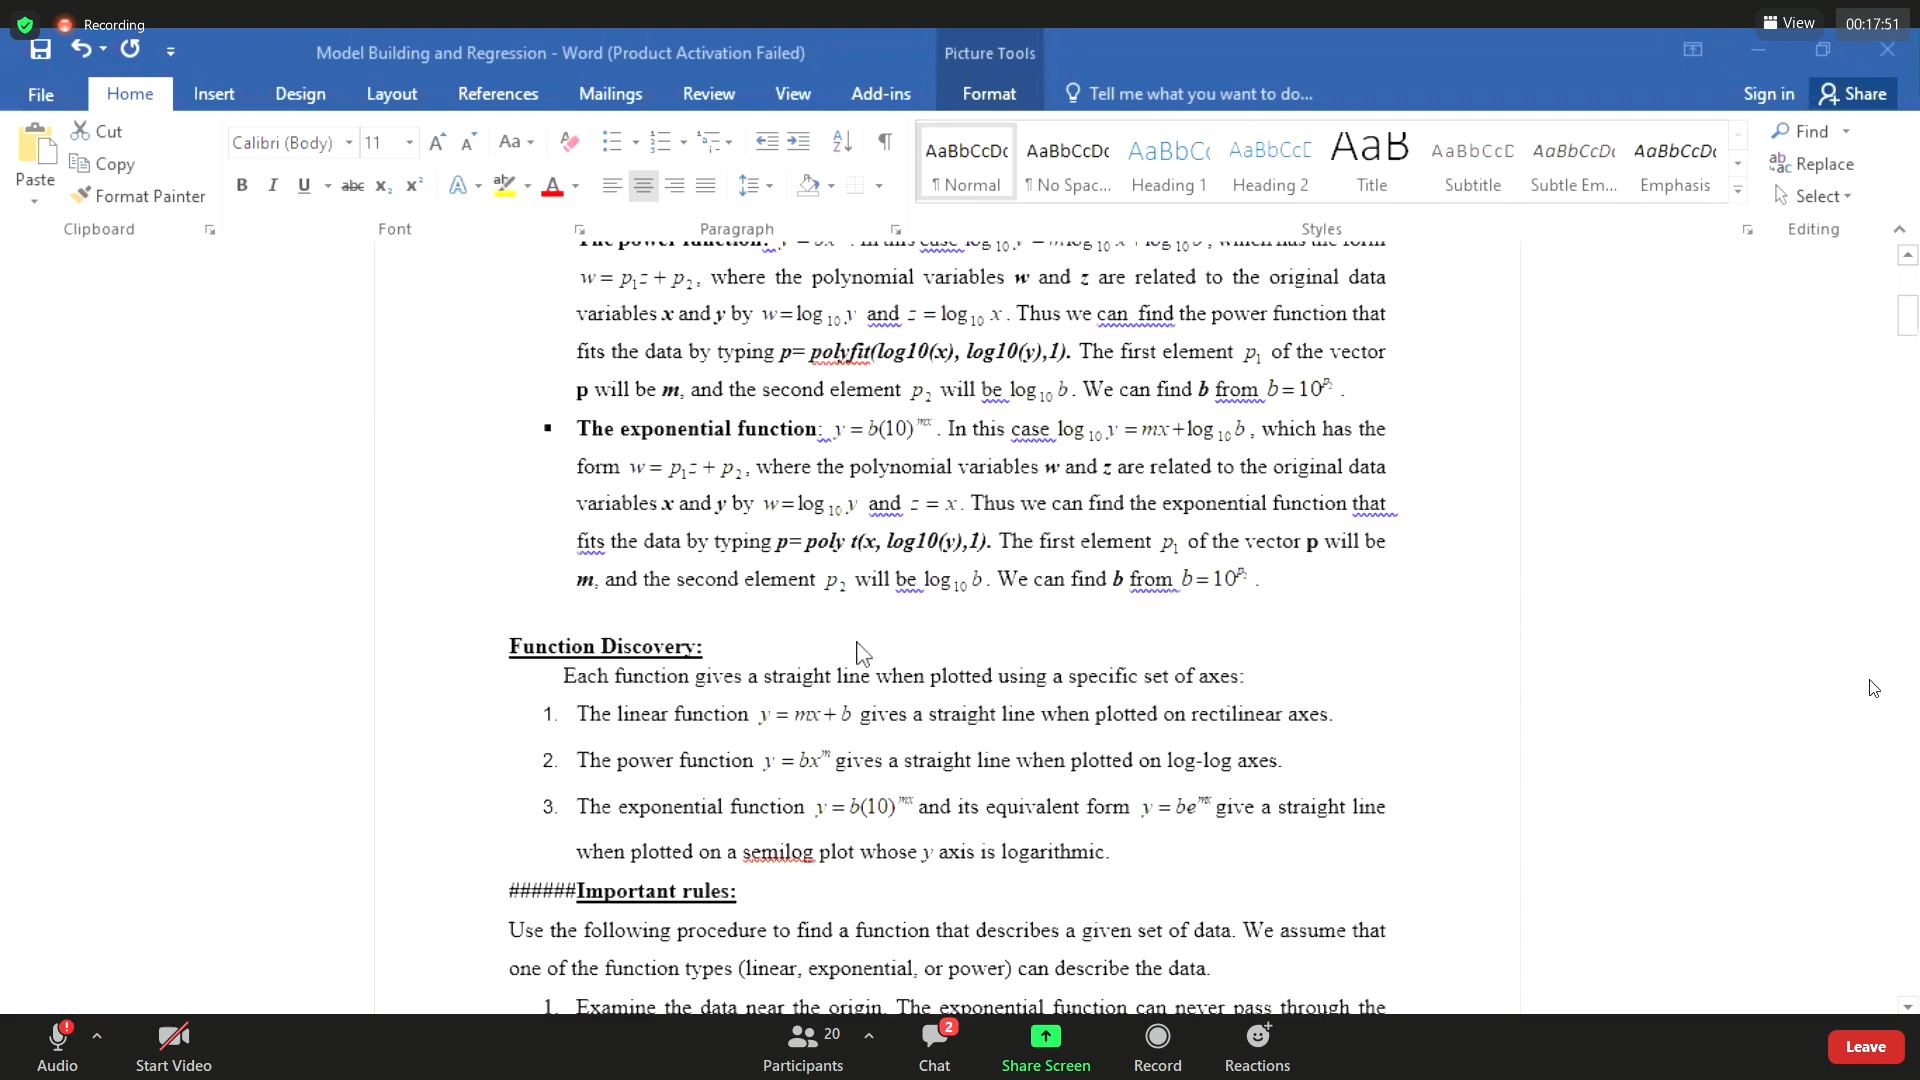 Recording
View
00:17:51
Model Building and Regression - Word (Product Activation Failed)
Picture Tools
File
Home
Insert
Design
Layout
References
Mailings
Review
View
Add-ins
Format
Tell me what you want to do...
Sign in
Share
Paste
Cut
Copy
Format Painter
Clipboard
Calibri (Body)
11
Font
Paragraph
AaBbCcDc ¶ Normal
AaBbCcDc ¶ No Spac...
AaBbCc Heading 1
AaBbCcD Heading 2
AaB Title
AaBbCcD Subtitle
AaBbCcDc Subtle Em...
AaBbCcDc Emphasis
Styles
Find
Replace
Select
Editing
w = p₁z + p₂, where the polynomial variables w and z are related to the original data
variables x and y by w = log₁₀ y and z = log₁₀ x. Thus we can find the power function that
fits the data by typing p= polyfit(log10(x), log10(y),1). The first element p₁ of the vector
p will be m, and the second element p₂ will be log₁₀ b. We can find b from b = 10^p₂.
▪ The exponential function: y = b(10)^mx. In this case log₁₀ y = mx + log₁₀ b, which has the
form w = p₁z + p₂, where the polynomial variables w and z are related to the original data
variables x and y by w = log₁₀ y and z = x. Thus we can find the exponential function that
fits the data by typing p= poly t(x, log10(y),1). The first element p₁ of the vector p will be
m, and the second element p₂ will be log₁₀ b. We can find b from b = 10^p₂.
Function Discovery:
Each function gives a straight line when plotted using a specific set of axes:
1. The linear function y = mx + b gives a straight line when plotted on rectilinear axes.
2. The power function y = bx^m gives a straight line when plotted on log-log axes.
3. The exponential function y = b(10)^mx and its equivalent form y = be^mx give a straight line
when plotted on a semilog plot whose y axis is logarithmic.
######Important rules:
Use the following procedure to find a function that describes a given set of data. We assume that
one of the function types (linear, exponential, or power) can describe the data.
1. Examine the data near the origin. The exponential function can never pass through the
Audio
Start Video
Participants
20
Chat
2
Share Screen
Record
Reactions
Leave